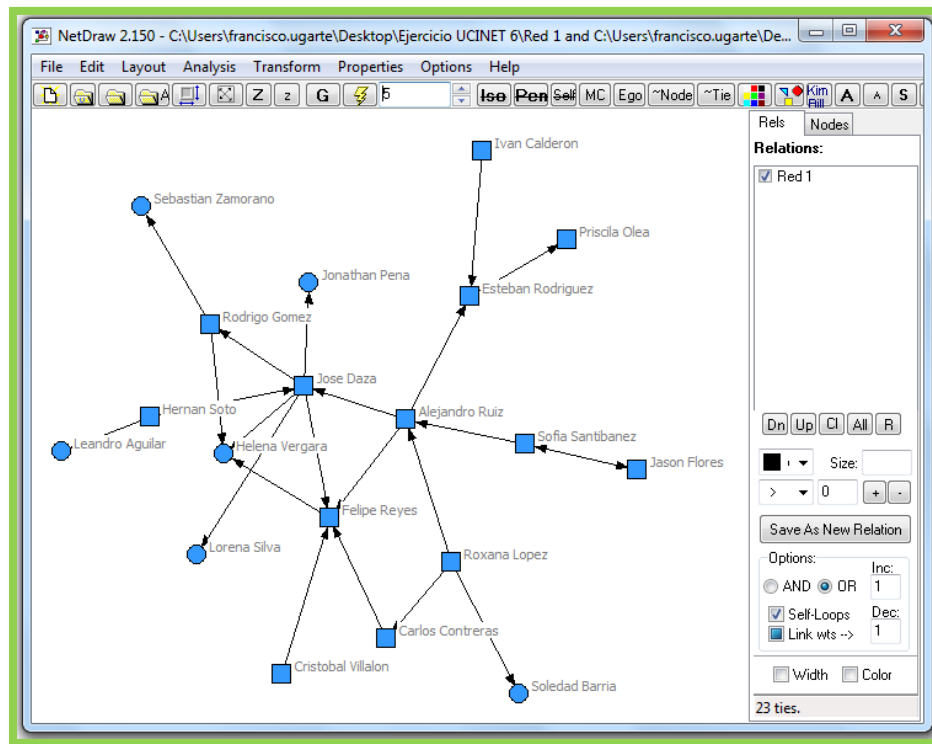 NetDraw 2.150 - C:\Users\francisco.ugarte\Desktop\Ejercicio UCINET 6\Red 1 and C:\Users\francisco.ugarte\De...
File Edit Layout Analysis Transform Properties Options Help
A Z z G 5 Iso Pen Self MC Ego ~Node ~Tie Kim A A S
Rels Nodes
Relations:
Red 1
Ivan Calderon
Sebastian Zamorano
Priscila Olea
Jonathan Pena
Esteban Rodriguez
Rodrigo Gomez
Jose Daza
Hernan Soto
Alejandro Ruiz
Leandro Aguilar
Helena Vergara
Sofia Santibanez
Jason Flores
Felipe Reyes
Lorena Silva
Roxana Lopez
Carlos Contreras
Cristobal Villalon
Soledad Barria
Dn Up Cl All R
Size:
> 0 + -
Save As New Relation
Options:
Inc:
AND OR 1
Self-Loops Dec:
Link wts --> 1
Width Color
23 ties.